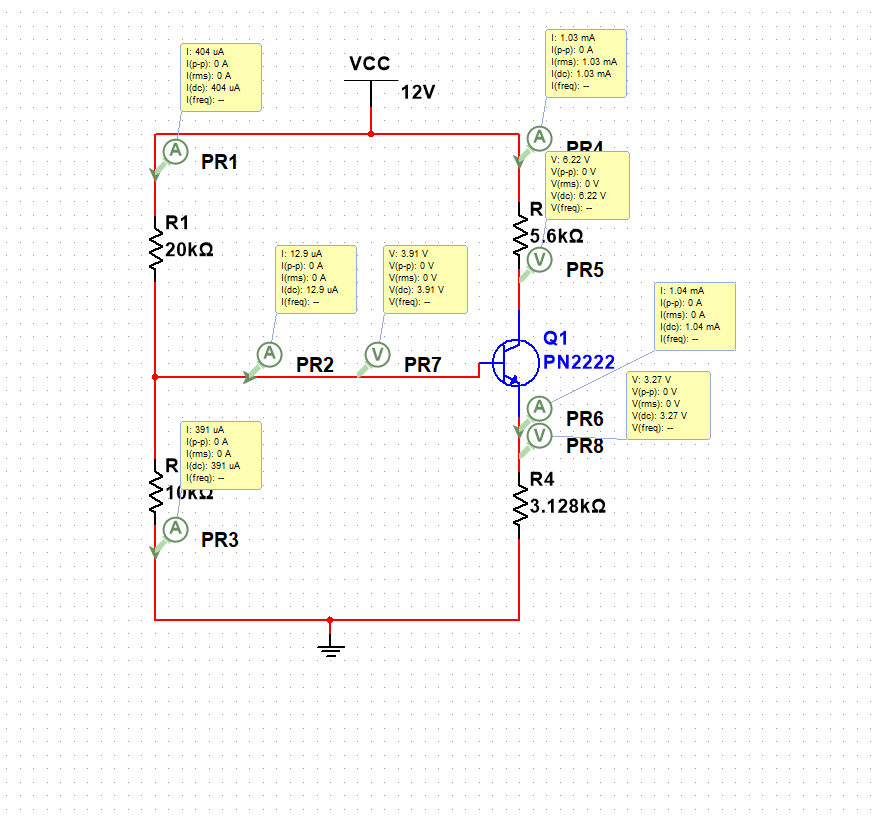 I: 404 uA
I(p-p): 0 A
I(rms): 0 A
I(dc): 404 uA
I(freq): --
VCC
12V
I: 1.03 mA
I(p-p): 0 A
I(rms): 1.03 mA
I(dc): 1.03 mA
I(freq): --
A
PR1
A
PR4
V: 6.22 V
V(p-p): 0 V
V(rms): 0 V
V(dc): 6.22 V
V(freq): --
R1
20kΩ
R
5.6kΩ
V
PR5
I: 12.9 uA
I(p-p): 0 A
I(rms): 0 A
I(dc): 12.9 uA
I(freq): --
V: 3.91 V
V(p-p): 0 V
V(rms): 0 V
V(dc): 3.91 V
V(freq): --
I: 1.04 mA
I(p-p): 0 A
I(rms): 0 A
I(dc): 1.04 mA
I(freq): --
A
PR2
V
PR7
Q1
PN2222
V: 3.27 V
V(p-p): 0 V
V(rms): 0 V
V(dc): 3.27 V
V(freq): --
A
PR6
V
PR8
I: 391 uA
I(p-p): 0 A
I(rms): 0 A
I(dc): 391 uA
I(freq): --
R
10kΩ
R4
3.128kΩ
A
PR3